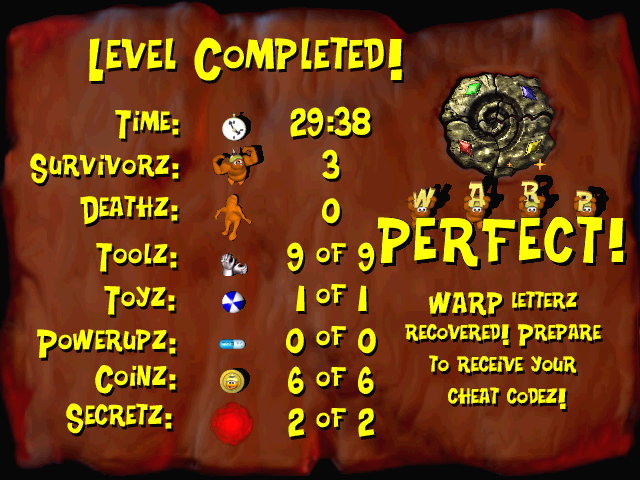 Level Completed!
Time: 29:38
Survivorz: 3
Deathz: 0
Toolz: 9 of 9
Toyz: 1 of 1
Powerupz: 0 of 0
Coinz: 6 of 6
Secretz: 2 of 2
W A R P
PERFECT!
WARP letterz
recovered! Prepare
to receive your
cheat codez!